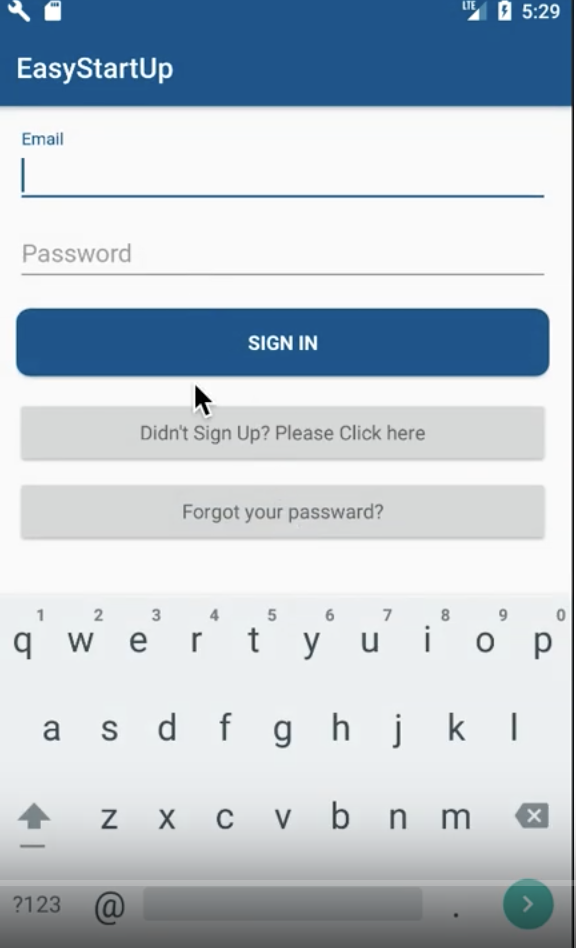 LTE 5:29
EasyStartUp
Email
Password
SIGN IN
Didn't Sign Up? Please Click here
Forgot your passward?
1 2 3 4 5 6 7 8 9 0
q w e r t y u i o p
a s d f g h j k l
z x c v b n m
?123 @ .